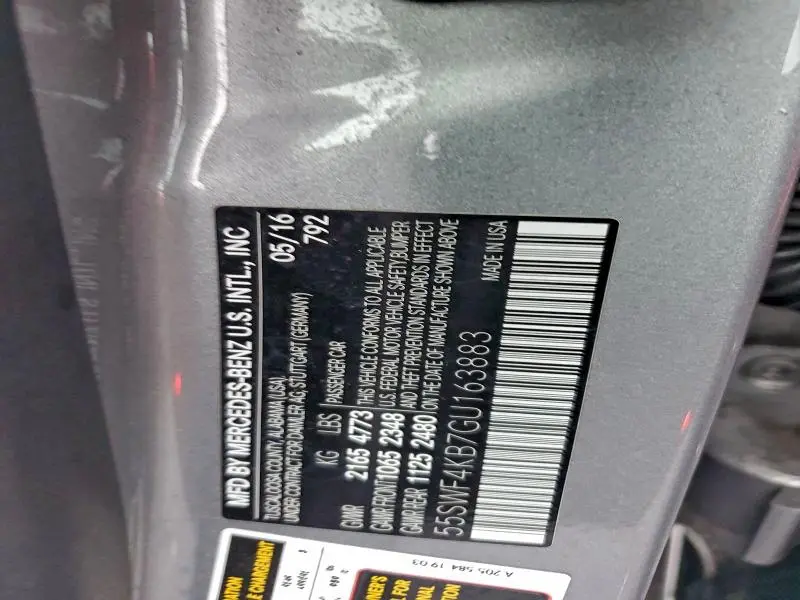 MFD BY MERCEDES-BENZ U.S. INTL., INC
TUSCALOOSA COUNTY, ALABAMA USA, 05/16
UNDER CONTRACT FOR DAIMLER AG, STUTTGART (GERMANY) 792
KG LBS PASSENGER CAR
GVWR 2165 4773 THIS VEHICLE CONFORMS TO ALL APPLICABLE
GAWR FRONT 1065 2348 U.S. FEDERAL MOTOR VEHICLE SAFETY, BUMPER
GAWR REAR 1125 2480 AND THEFT PREVENTION STANDARDS IN EFFECT
ON THE DATE OF MANUFACTURE SHOWN ABOVE
55SWF4KB7GU163883 MADE IN USA
A 205 584 19 03